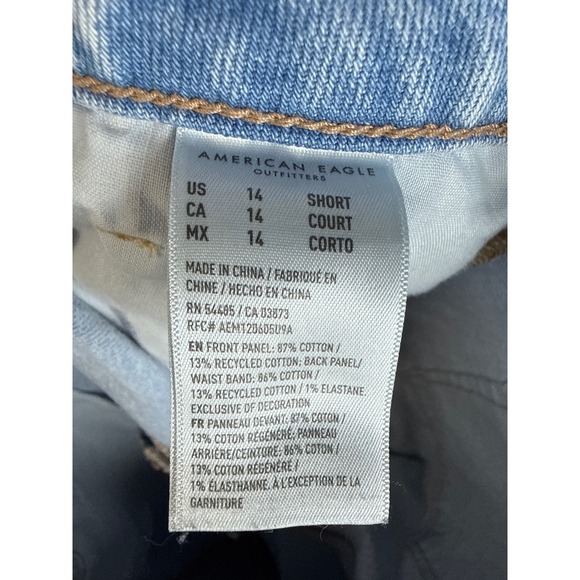 AMERICAN EAGLE
OUTFITTERS
US 14 SHORT
CA 14 COURT
MX 14 CORTO
MADE IN CHINA / FABRIQUÉ EN
CHINE / HECHO EN CHINA
RN 54485 / CA 03873
RFC# AEM120605U9A
EN FRONT PANEL: 87% COTTON /
13% RECYCLED COTTON; BACK PANEL/
WAIST BAND: 86% COTTON /
13% RECYCLED COTTON / 1% ELASTANE.
EXCLUSIVE OF DECORATION
FR PANNEAU DEVANT: 87% COTON /
13% COTON RÉGÉNÉRÉ; PANNEAU
ARRIÈRE/CEINTURE: 86% COTON /
13% COTON RÉGÉNÉRÉ /
1% ÉLASTHANNE. À L'EXCEPTION DE LA
GARNITURE